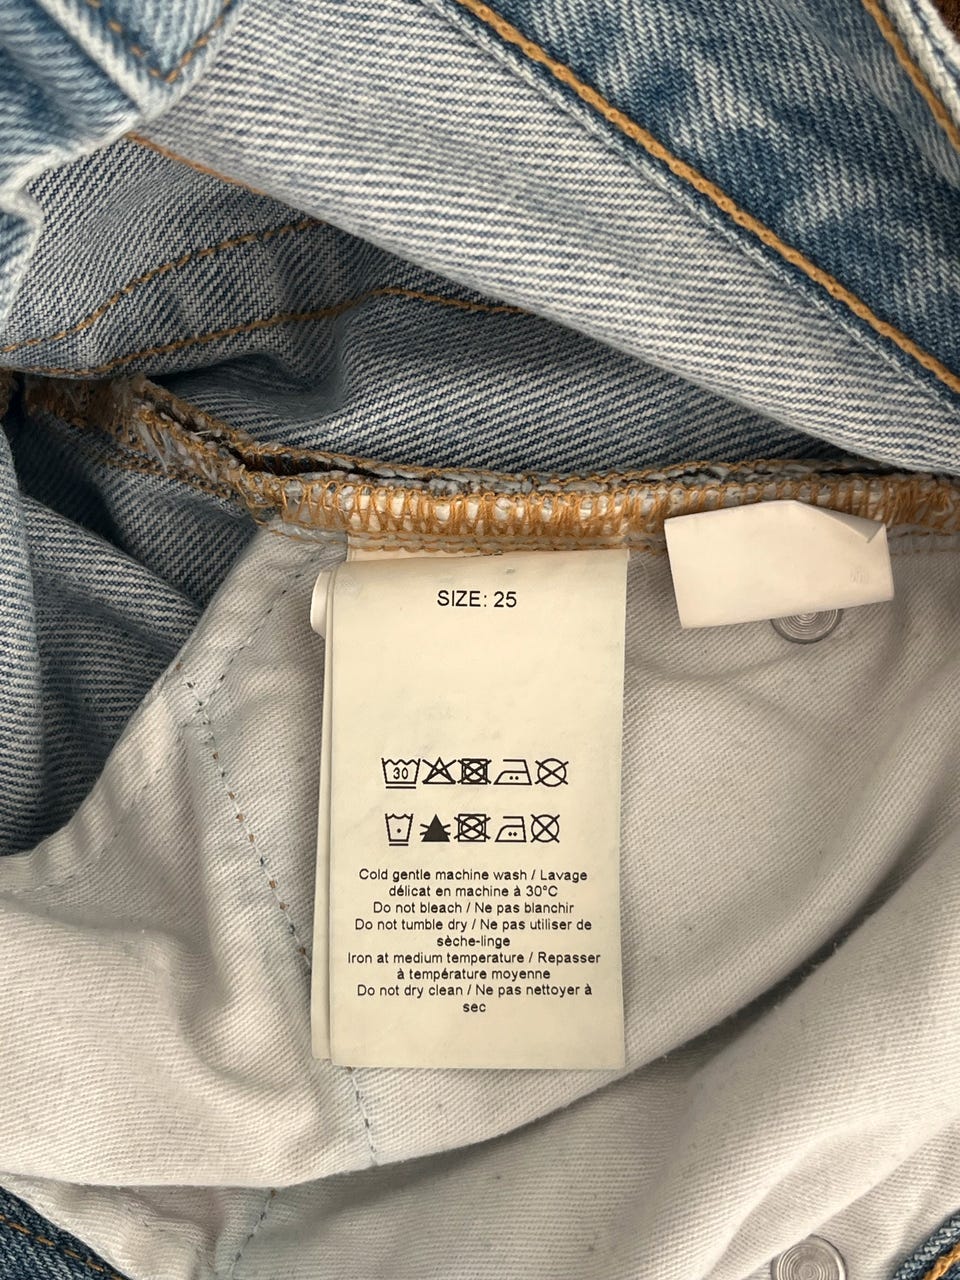 SIZE: 25
30
Cold gentle machine wash / Lavage
délicat en machine à 30°C
Do not bleach / Ne pas blanchir
Do not tumble dry / Ne pas utiliser de
sèche-linge
Iron at medium temperature / Repasser
à température moyenne
Do not dry clean / Ne pas nettoyer à
sec